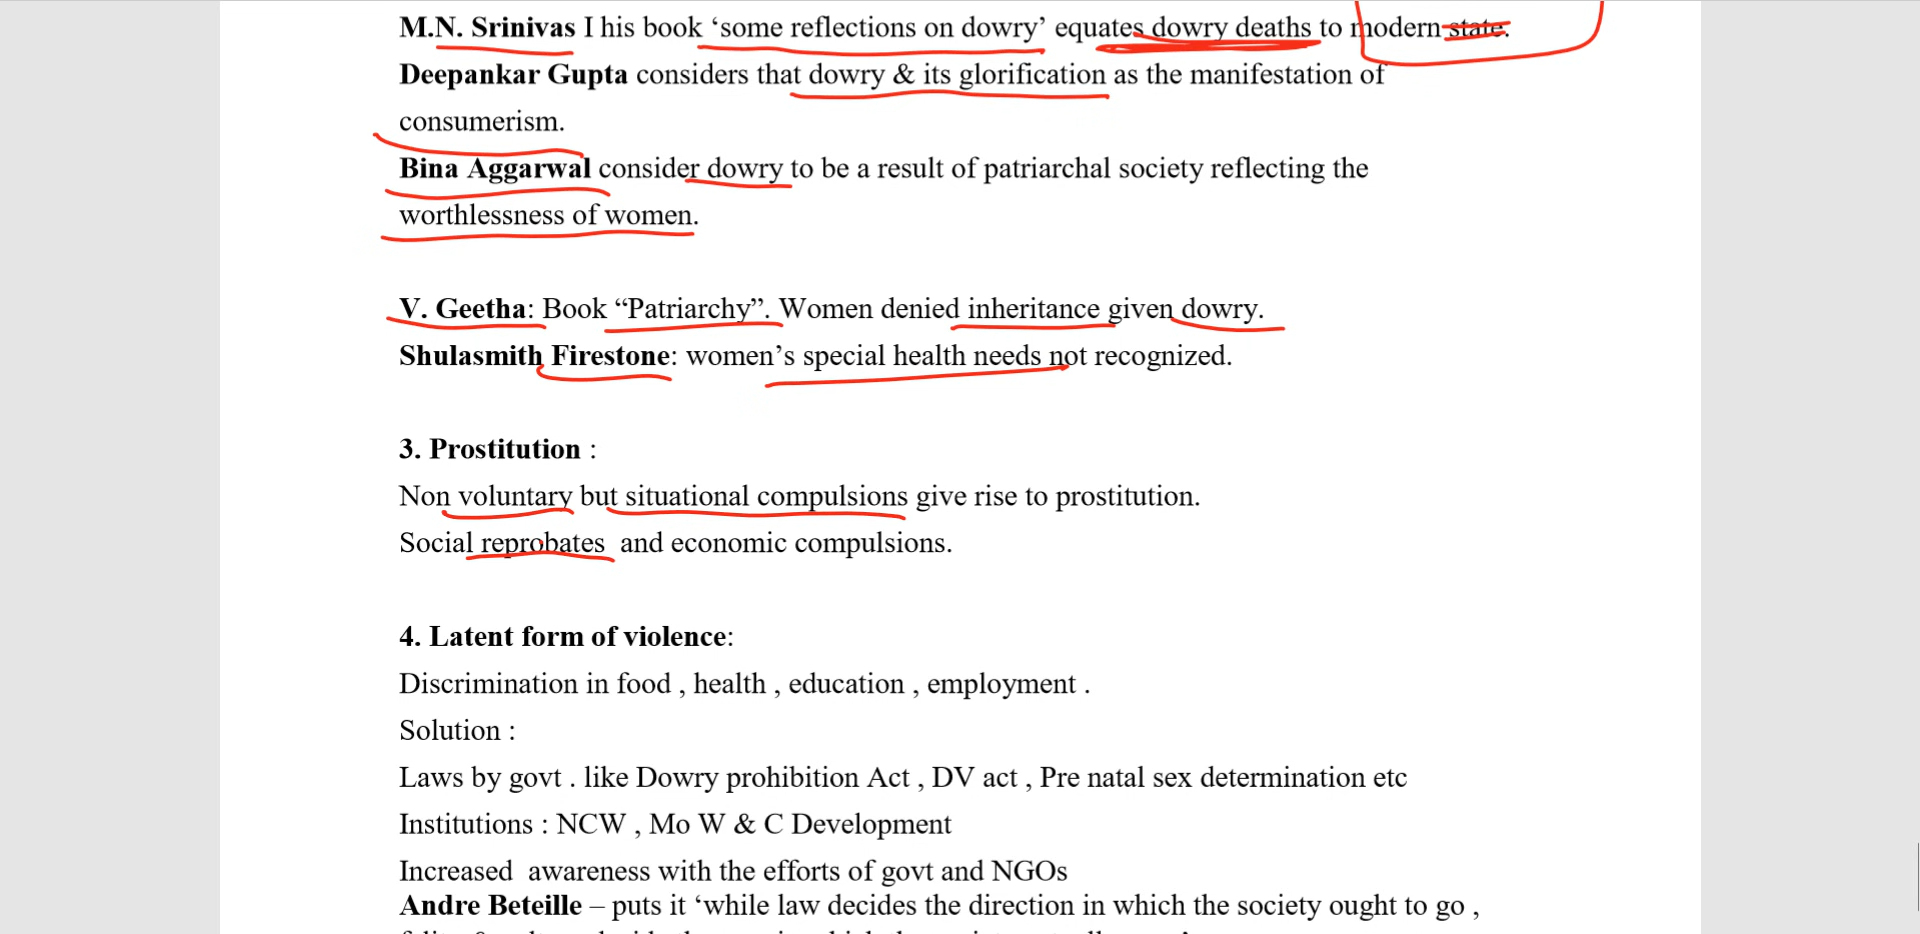 M.N. Srinivas I his book ‘some reflections on dowry’ equates dowry deaths to modern state.
Deepankar Gupta considers that dowry & its glorification as the manifestation of
consumerism.
Bina Aggarwal consider dowry to be a result of patriarchal society reflecting the
worthlessness of women.
V. Geetha: Book “Patriarchy”. Women denied inheritance given dowry.
Shulasmith Firestone: women’s special health needs not recognized.
3. Prostitution :
Non voluntary but situational compulsions give rise to prostitution.
Social reprobates  and economic compulsions.
4. Latent form of violence:
Discrimination in food , health , education , employment .
Solution :
Laws by govt . like Dowry prohibition Act , DV act , Pre natal sex determination etc
Institutions : NCW , Mo W & C Development
Increased  awareness with the efforts of govt and NGOs
Andre Beteille – puts it ‘while law decides the direction in which the society ought to go ,